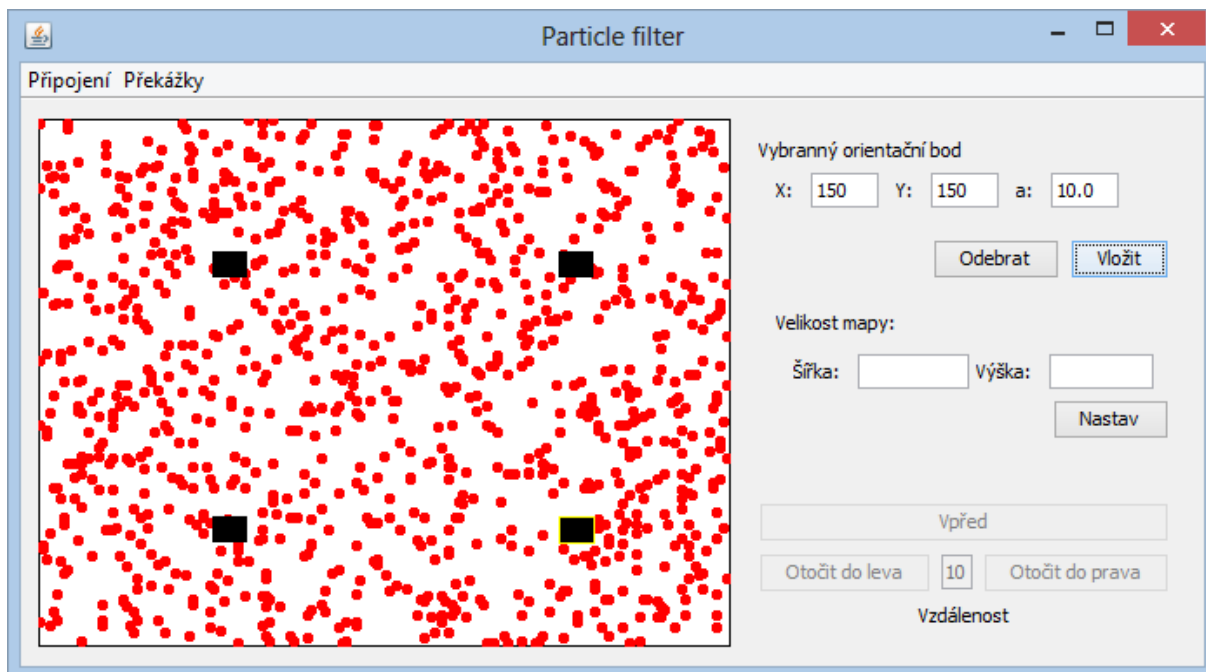 Particle filter
Připojení Překážky
Vybranný orientační bod
X: 150 Y: 150 a: 10.0
Odebrat Vložit
Velikost mapy:
Šířka: Výška:
Nastav
Vpřed
Otočit do leva 10 Otočit do prava
Vzdálenost